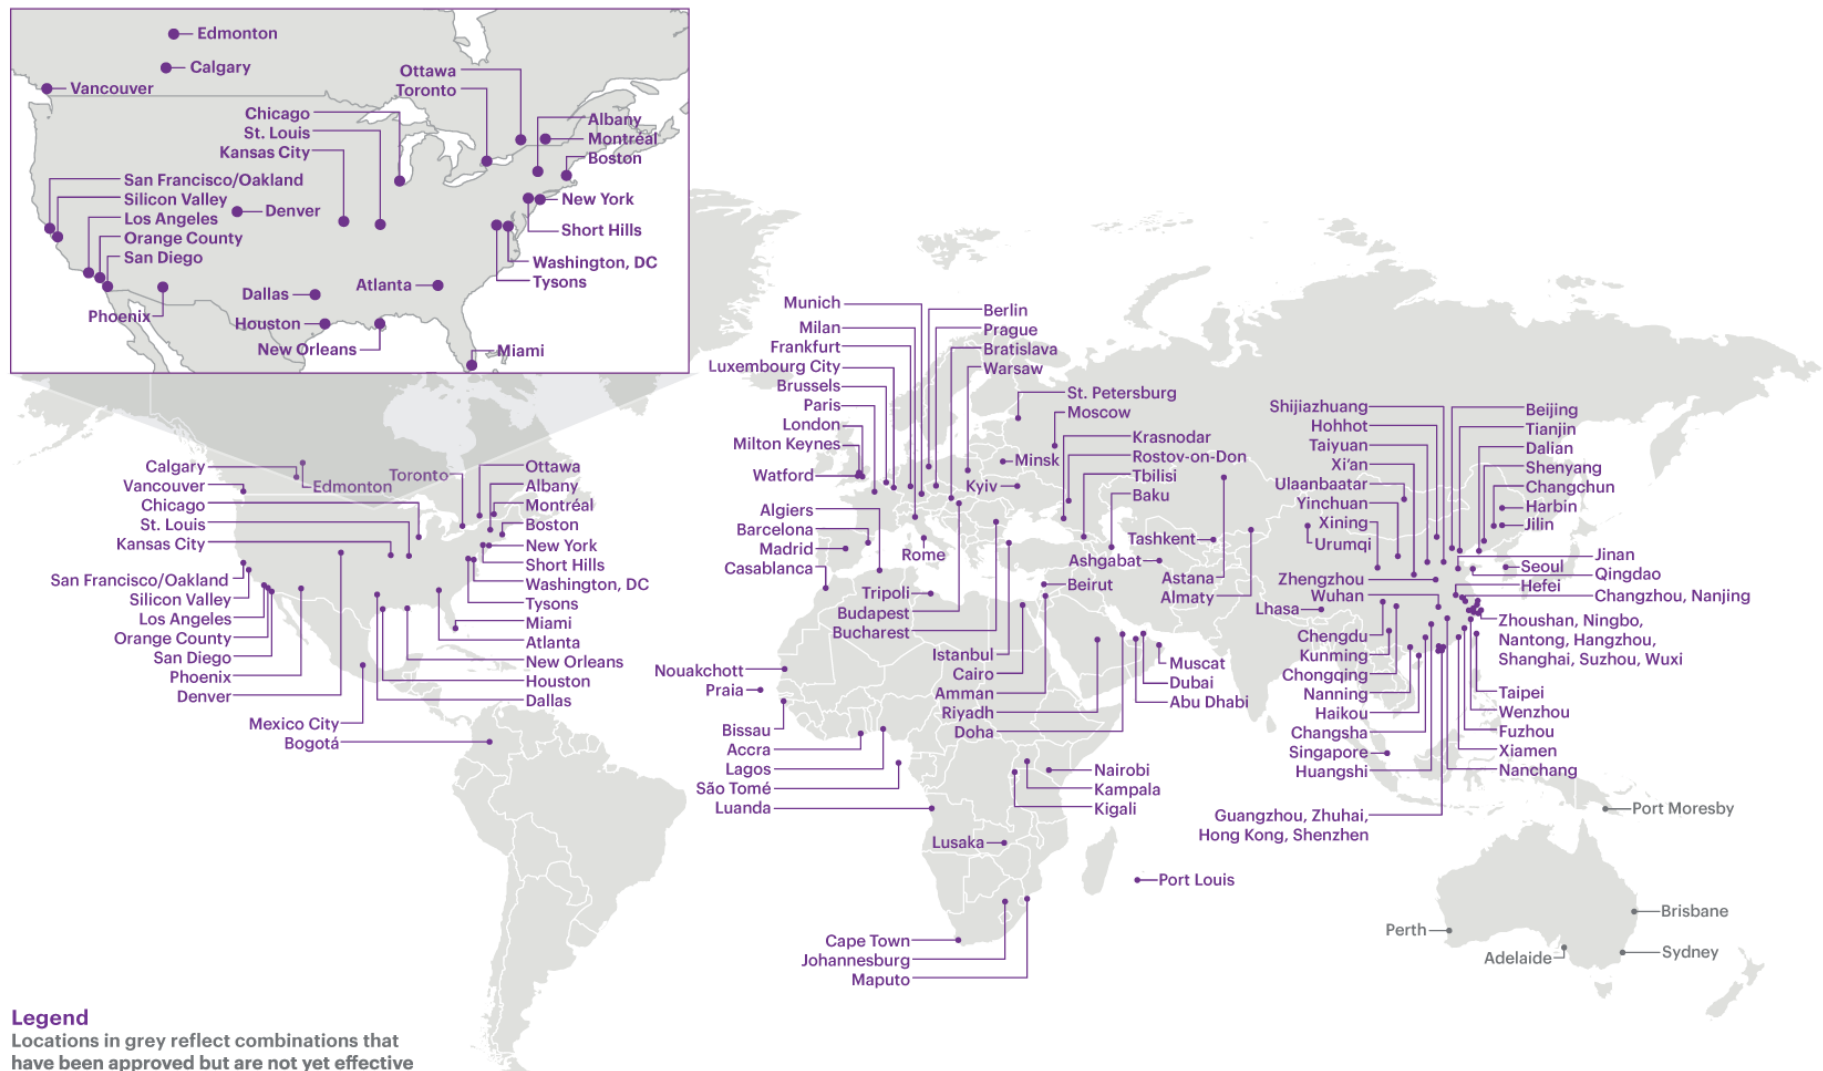 Edmonton
Calgary
Vancouver
Ottawa
Toronto
Chicago
St. Louis
Kansas City
Albany
Montréal
Boston
San Francisco/Oakland
Silicon Valley
Los Angeles
Orange County
San Diego
Denver
New York
Short Hills
Washington, DC
Tysons
Phoenix
Dallas
Atlanta
Houston
New Orleans
Miami
Calgary
Vancouver
Edmonton
Toronto
Chicago
St. Louis
Kansas City
San Francisco/Oakland
Silicon Valley
Los Angeles
Orange County
San Diego
Phoenix
Denver
Mexico City
Bogotá
Ottawa
Albany
Montréal
Boston
New York
Short Hills
Washington, DC
Tysons
Miami
Atlanta
New Orleans
Houston
Dallas
Munich
Milan
Frankfurt
Luxembourg City
Brussels
Paris
London
Milton Keynes
Watford
Algiers
Barcelona
Madrid
Casablanca
Berlin
Prague
Bratislava
Warsaw
St. Petersburg
Moscow
Krasnodar
Rostov-on-Don
Tbilisi
Baku
Minsk
Kyiv
Rome
Tripoli
Budapest
Bucharest
Tashkent
Ashgabat
Astana
Almaty
Beirut
Istanbul
Cairo
Amman
Riyadh
Doha
Muscat
Dubai
Abu Dhabi
Nouakchott
Praia
Bissau
Accra
Lagos
São Tomé
Luanda
Nairobi
Kampala
Kigali
Lusaka
Port Louis
Cape Town
Johannesburg
Maputo
Shijiazhuang
Hohhot
Taiyuan
Xi'an
Ulaanbaatar
Yinchuan
Xining
Urumqi
Zhengzhou
Wuhan
Lhasa
Chengdu
Kunming
Chongqing
Nanning
Haikou
Changsha
Singapore
Huangshi
Guangzhou, Zhuhai,
Hong Kong, Shenzhen
Beijing
Tianjin
Dalian
Shenyang
Changchun
Harbin
Jilin
Jinan
Seoul
Qingdao
Hefei
Changzhou, Nanjing
Zhoushan, Ningbo,
Nantong, Hangzhou,
Shanghai, Suzhou, Wuxi
Taipei
Wenzhou
Fuzhou
Xiamen
Nanchang
Port Moresby
Brisbane
Perth
Adelaide
Sydney
Legend
Locations in grey reflect combinations that
have been approved but are not yet effective